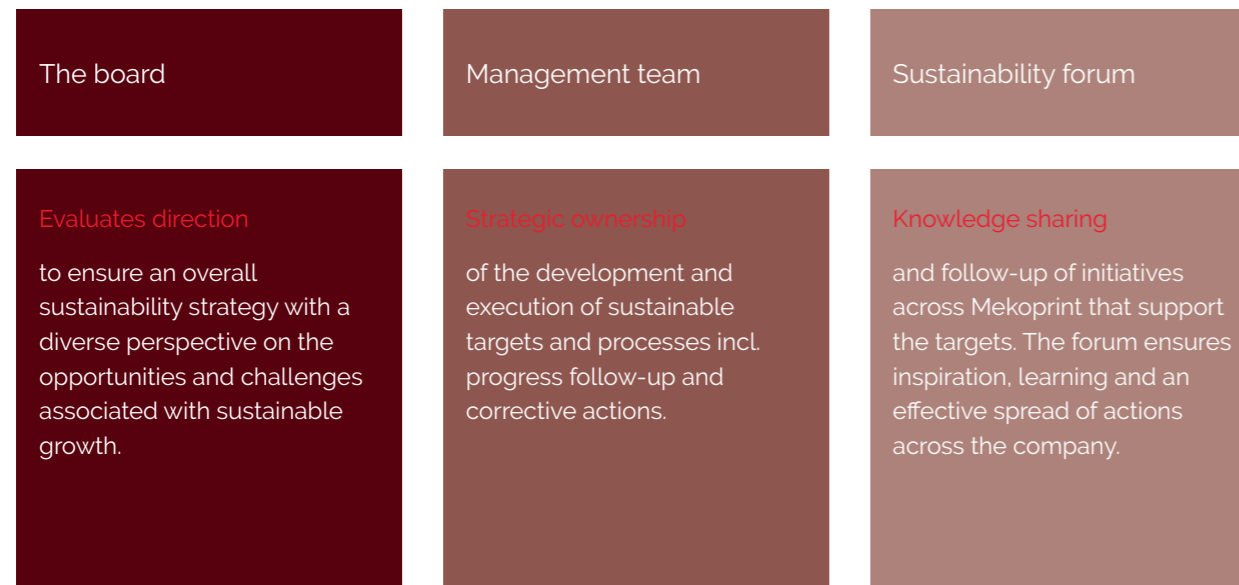 The board
Management team
Sustainability forum
Evaluates direction
to ensure an overall
sustainability strategy with a
diverse perspective on the
opportunities and challenges
associated with sustainable
growth.
Strategic ownership
of the development and
execution of sustainable
targets and processes incl.
progress follow-up and
corrective actions.
Knowledge sharing
and follow-up of initiatives
across Mekoprint that support
the targets. The forum ensures
inspiration, learning and an
effective spread of actions
across the company.